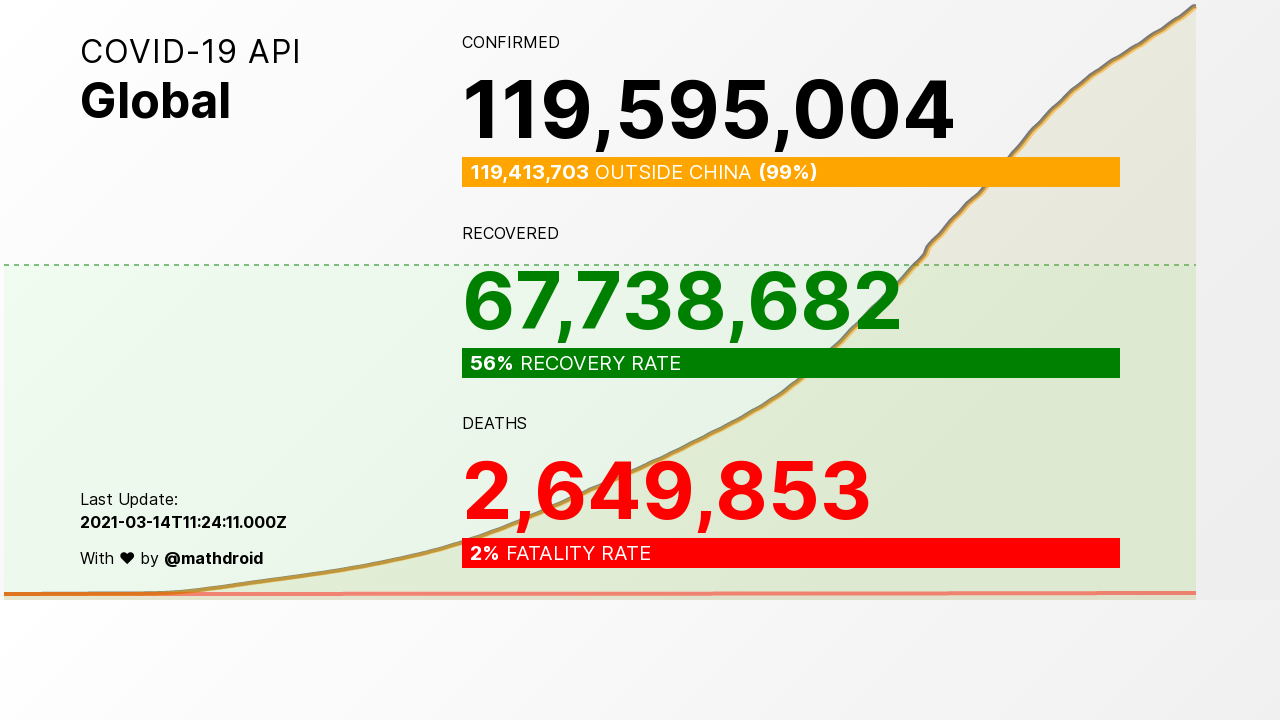 COVID-19 API
Global
CONFIRMED
119,595,004
119,413,703 OUTSIDE CHINA (99%)
RECOVERED
67,738,682
56% RECOVERY RATE
DEATHS
2,649,853
2% FATALITY RATE
Last Update:
2021-03-14T11:24:11.000Z
With ♥ by @mathdroid